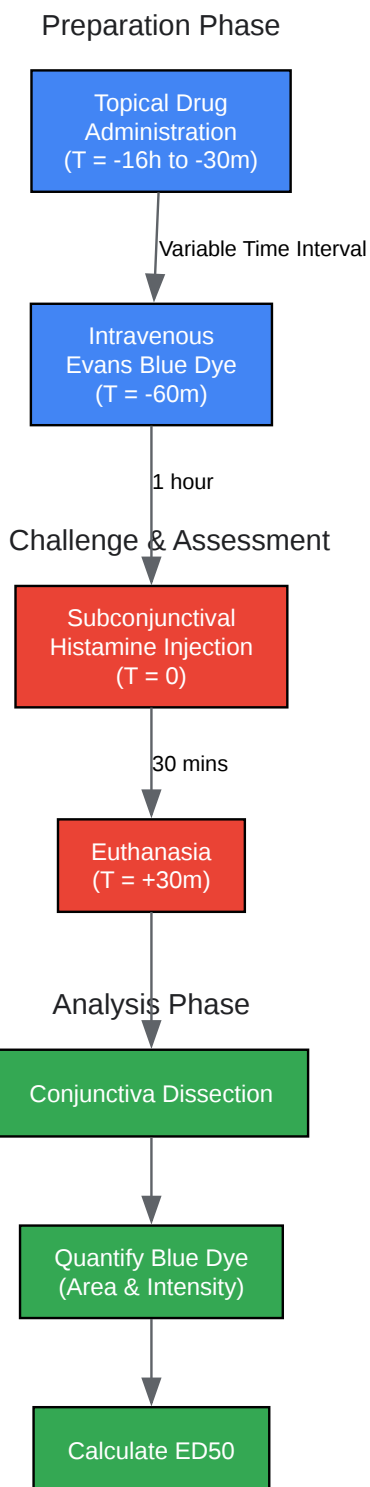 Preparation Phase
Topical Drug
Administration
(T = -16h to -30m)
Variable Time Interval
Intravenous
Evans Blue Dye
(T = -60m)
1 hour
Challenge & Assessment
Subconjunctival
Histamine Injection
(T = 0)
30 mins
Euthanasia
(T = +30m)
Analysis Phase
Conjunctiva Dissection
Quantify Blue Dye
(Area & Intensity)
Calculate ED50